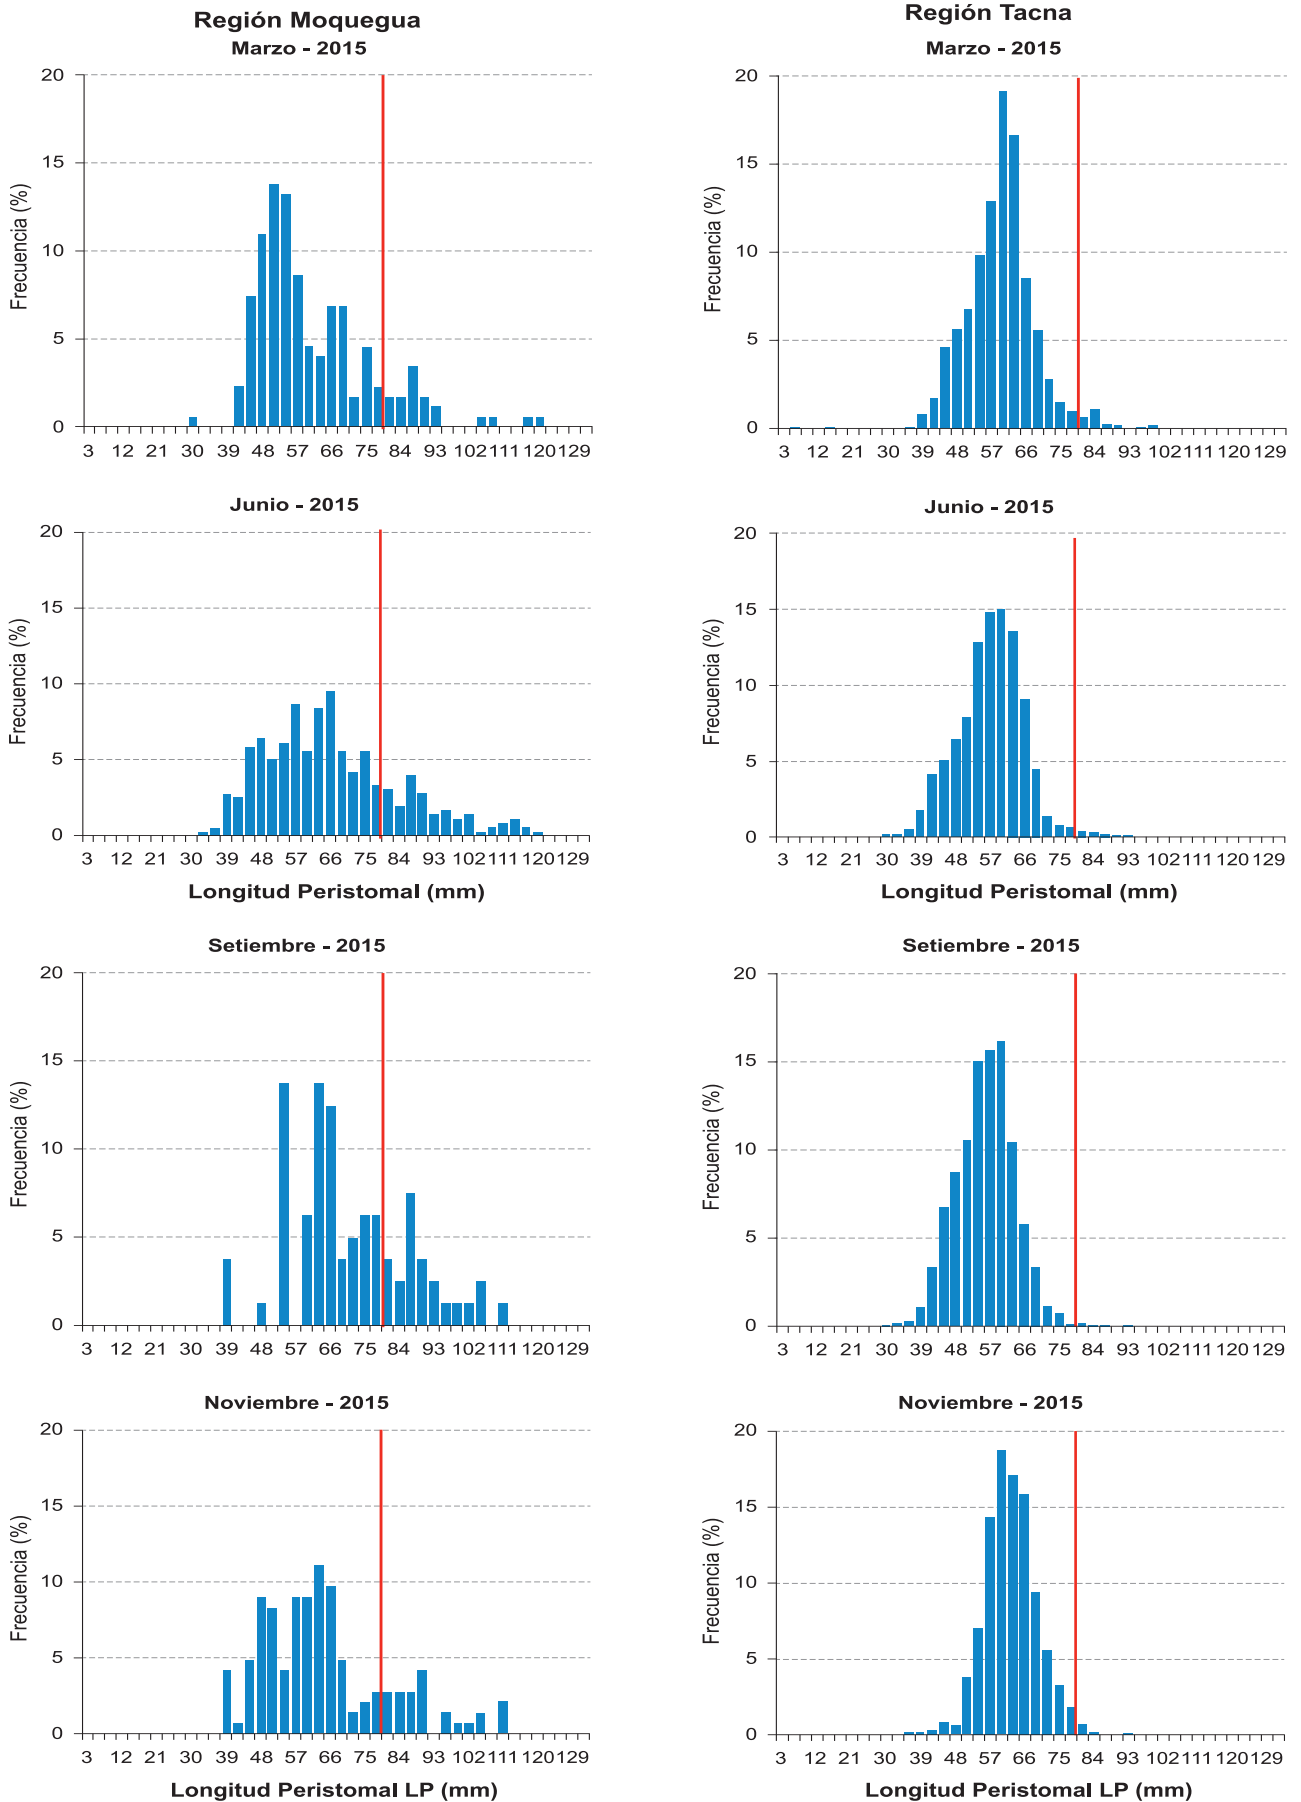 Región Moquegua
Marzo - 2015
Frecuencia (%)
20
15
10
5
0
3 12 21 30 39 48 57 66 75 84 93 102 111 120 129
Junio - 2015
Frecuencia (%)
20
15
10
5
0
3 12 21 30 39 48 57 66 75 84 93 102 111 120 129
Longitud Peristomal (mm)
Setiembre - 2015
Frecuencia (%)
20
15
10
5
0
3 12 21 30 39 48 57 66 75 84 93 102 111 120 129
Noviembre - 2015
Frecuencia (%)
20
15
10
5
0
3 12 21 30 39 48 57 66 75 84 93 102 111 120 129
Longitud Peristomal LP (mm)
Región Tacna
Marzo - 2015
Frecuencia (%)
20
15
10
5
0
3 12 21 30 39 48 57 66 75 84 93 102 111 120 129
Junio - 2015
Frecuencia (%)
20
15
10
5
0
3 12 21 30 39 48 57 66 75 84 93 102 111 120 129
Longitud Peristomal (mm)
Setiembre - 2015
Frecuencia (%)
20
15
10
5
0
3 12 21 30 39 48 57 66 75 84 93 102 111 120 129
Noviembre - 2015
Frecuencia (%)
20
15
10
5
0
3 12 21 30 39 48 57 66 75 84 93 102 111 120 129
Longitud Peristomal LP (mm)